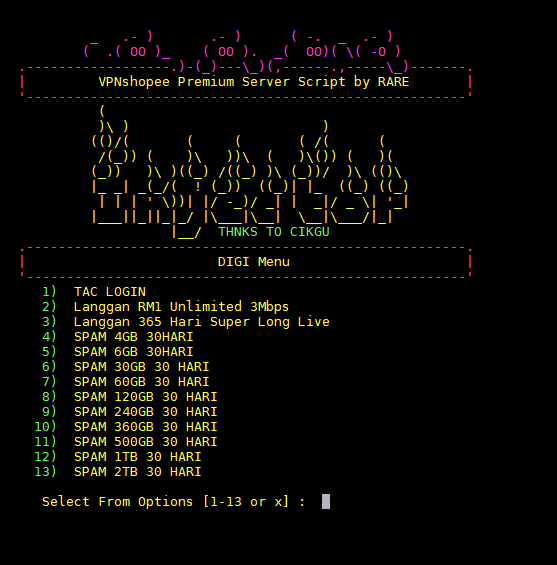 VPNshopee Premium Server Script by RARE
THNKS TO CIKGU
DIGI Menu
1) TAC LOGIN
2) Langgan RM1 Unlimited 3Mbps
3) Langgan 365 Hari Super Long Live
4) SPAM 4GB 30HARI
5) SPAM 6GB 30HARI
6) SPAM 30GB 30 HARI
7) SPAM 60GB 30 HARI
8) SPAM 120GB 30 HARI
9) SPAM 240GB 30 HARI
10) SPAM 360GB 30 HARI
11) SPAM 500GB 30 HARI
12) SPAM 1TB 30 HARI
13) SPAM 2TB 30 HARI
Select From Options [1-13 or x] :